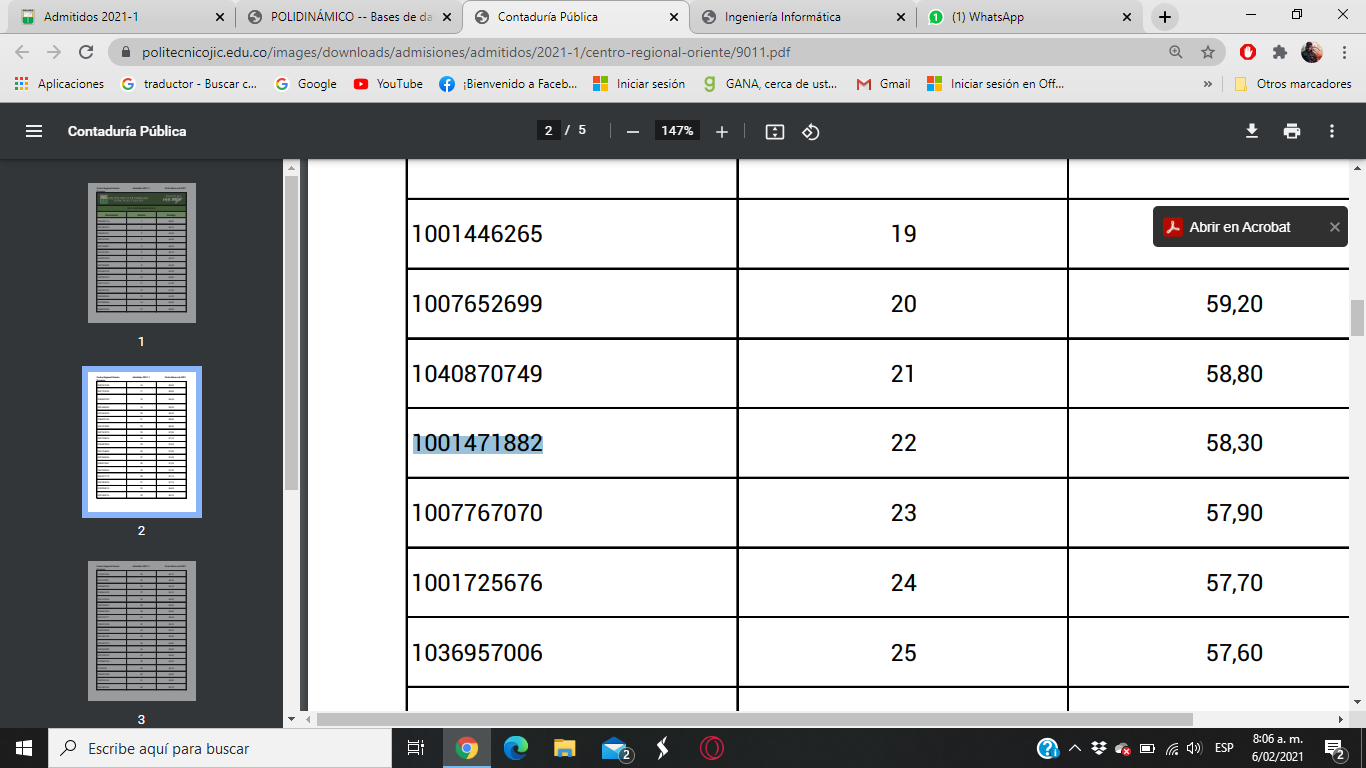 Admitidos 2021-1
POLIDINÁMICO -- Bases de da
Contaduría Pública
Ingeniería Informática
(1) WhatsApp
politecnicojic.edu.co/images/downloads/admisiones/admitidos/2021-1/centro-regional-oriente/9011.pdf
Aplicaciones
traductor - Buscar c...
Google
YouTube
¡Bienvenido a Faceb...
Iniciar sesión
GANA, cerca de ust...
Gmail
Iniciar sesión en Off...
»
Otros marcadores
Contaduría Pública
2 / 5
147%
1001446265 19
Abrir en Acrobat
1007652699 20 59,20
1040870749 21 58,80
1001471882 22 58,30
1007767070 23 57,90
1001725676 24 57,70
1036957006 25 57,60
1
2
3
Escribe aquí para buscar
2
ESP
8:06 a. m.
6/02/2021
2